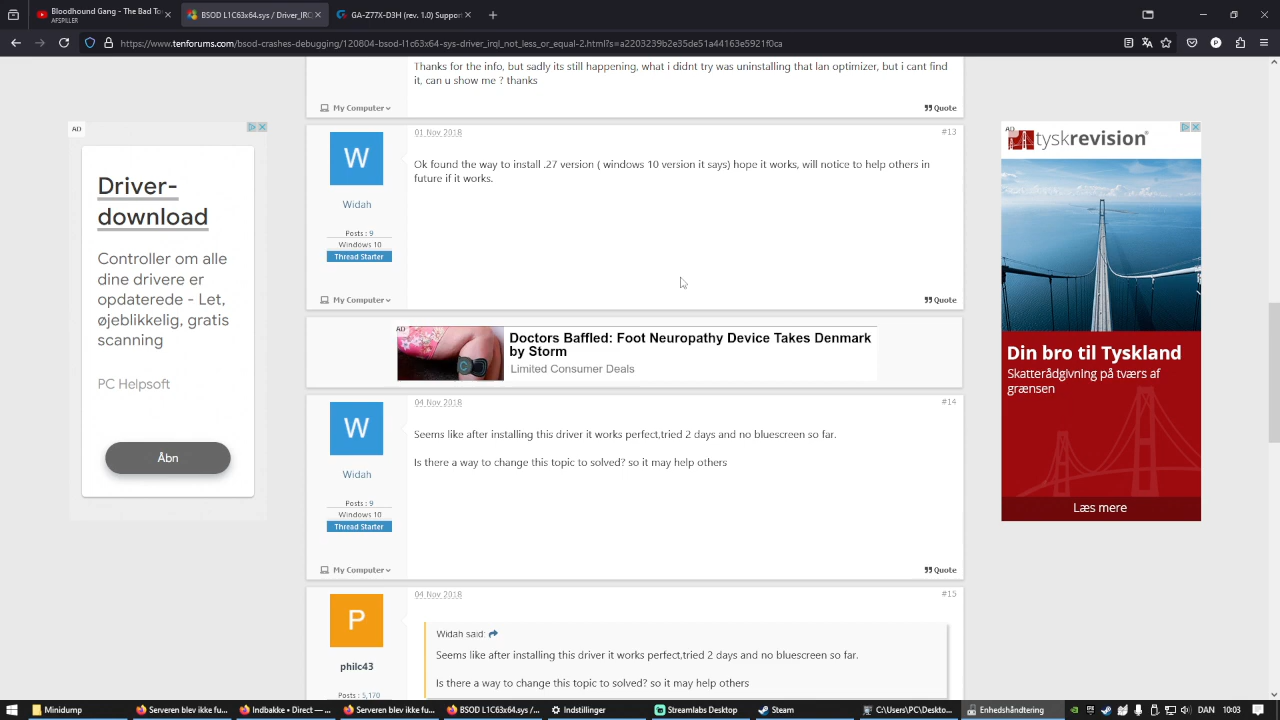 Bloodhound Gang - The Bad To
AFSPILLER
BSOD L1C63x64.sys / Driver_IRQ
GA-Z77X-D3H (rev. 1.0) Support
https://www.tenforums.com/bsod-crashes-debugging/120804-bsod-l1c63x64-sys-driver_irql_not_less_or_equal-2.html?s=a2203239b2e35de51a44163e5921f0ca
Thanks for the info, but sadly its still happening, what i didnt try was uninstalling that lan optimizer, but i cant find
it, can u show me ? thanks
My Computer
Quote
01 Nov 2018
#13
W
Widah
Posts : 9
Windows 10
Thread Starter
Ok found the way to install .27 version ( windows 10 version it says) hope it works, will notice to help others in
future if it works.
My Computer
Quote
AD
Doctors Baffled: Foot Neuropathy Device Takes Denmark
by Storm
Limited Consumer Deals
04 Nov 2018
#14
W
Widah
Posts : 9
Windows 10
Thread Starter
Seems like after installing this driver it works perfect,tried 2 days and no bluescreen so far.
Is there a way to change this topic to solved? so it may help others
My Computer
Quote
04 Nov 2018
#15
P
philc43
Posts : 5,170
Widah said:
Seems like after installing this driver it works perfect,tried 2 days and no bluescreen so far.
Is there a way to change this topic to solved? so it may help others
AD
Driver-
download
Controller om alle
dine drivere er
opdaterede - Let,
øjeblikkelig, gratis
scanning
PC Helpsoft
Åbn
AD
tyskrevision
Din bro til Tyskland
Skatterådgivning på tværs af
grænsen
Læs mere
Minidump
Serveren blev ikke fu...
Indbakke • Direct — ...
Serveren blev ikke fu...
BSOD L1C63x64.sys /...
Indstillinger
Streamlabs Desktop
Steam
C:\Users\PC\Deskto...
Enhedshåndtering
DAN
10:03